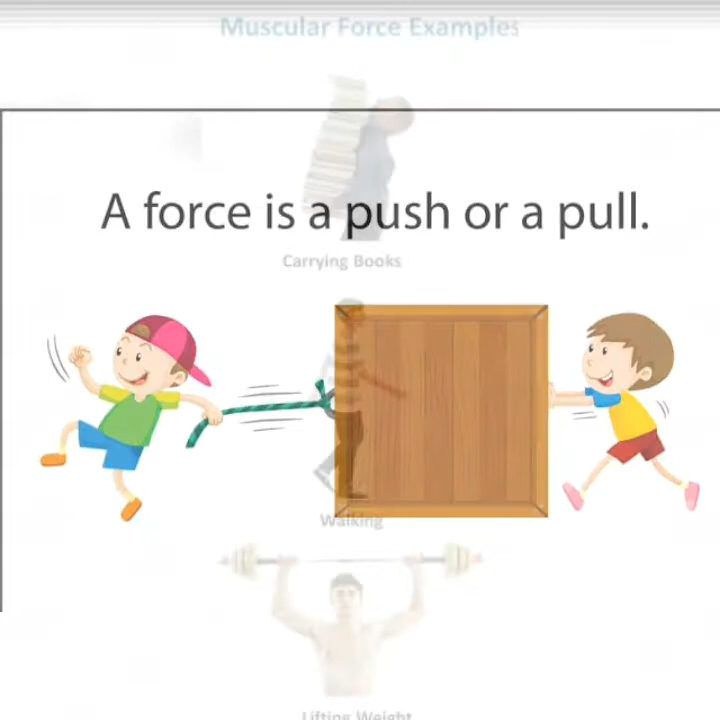 Muscular Force Examples
A force is a push or a pull.
Carrying Books
Walking
Lifting Weight